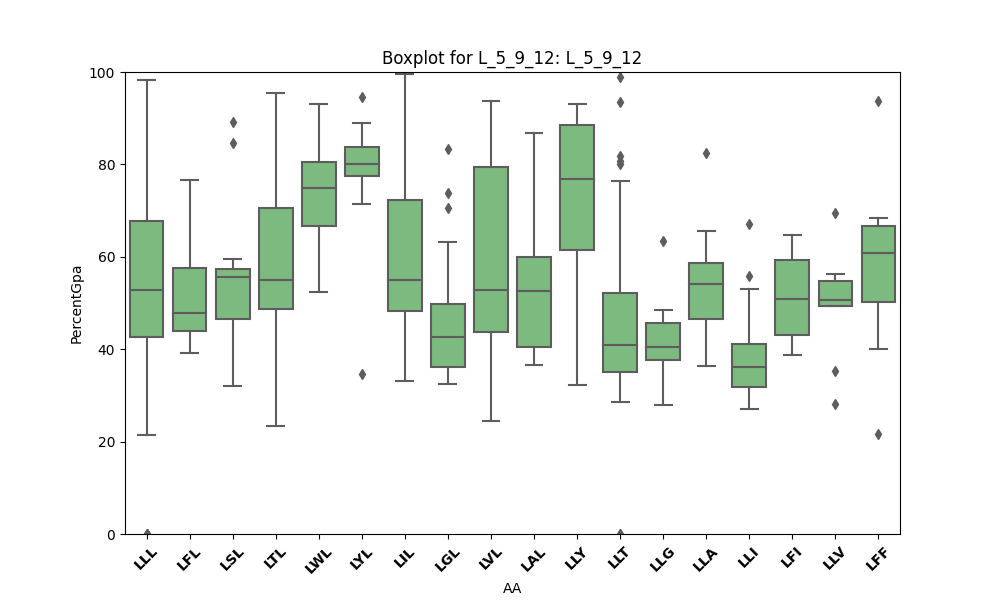 Boxplot for L_5_9_12: L_5_9_12
100
80
60
40
20
0
PercentGpa
LLL LFL LSL LTL LWL LYL LIL LGL LVL LAL LLY LLT LLG LLA LLI LFI LLV LFF
AA